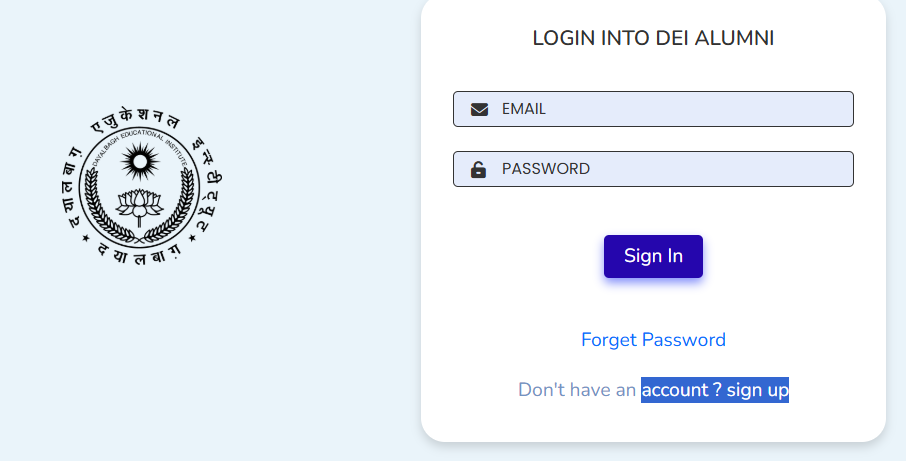 एजुकेशनल
इन्स्टीट्यूट
दयालबाग़
दयालबाग़
DAYALBAGH EDUCATIONAL INSTITUTE
LOGIN INTO DEI ALUMNI
EMAIL
PASSWORD
Sign In
Forget Password
Don't have an account ? sign up